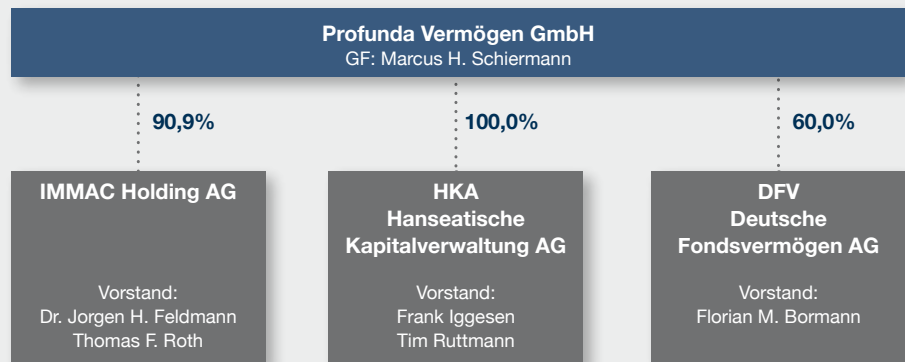 Profunda Vermögen GmbH
GF: Marcus H. Schiermann
90,9%
100,0%
60,0%
IMMAC Holding AG
Vorstand:
Dr. Jorgen H. Feldmann
Thomas F. Roth
HKA
Hanseatische
Kapitalverwaltung AG
Vorstand:
Frank Iggesen
Tim Ruttmann
DFV
Deutsche
Fondsvermögen AG
Vorstand:
Florian M. Bormann